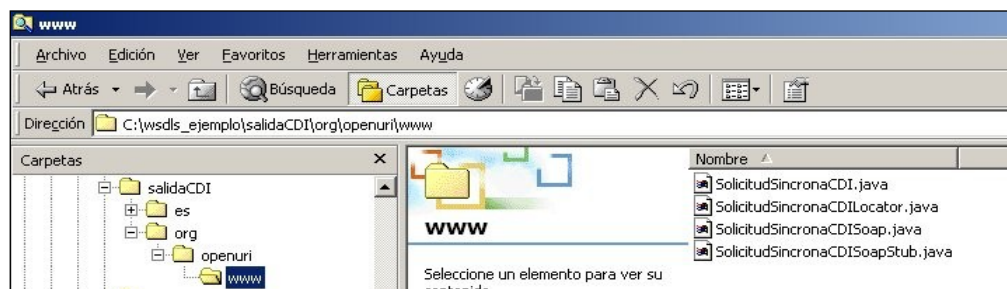 www
Archivo Edición Ver Favoritos Herramientas Ayuda
Atrás Búsqueda Carpetas
Dirección C:\wsdls_ejemplo\salidaCDI\org\openuri\www
Carpetas
salidaCDI
es
org
openuri
www
www
Seleccione un elemento para ver su
Nombre
SolicitudSincronaCDI.java
SolicitudSincronaCDILocator.java
SolicitudSincronaCDISoap.java
SolicitudSincronaCDISoapStub.java